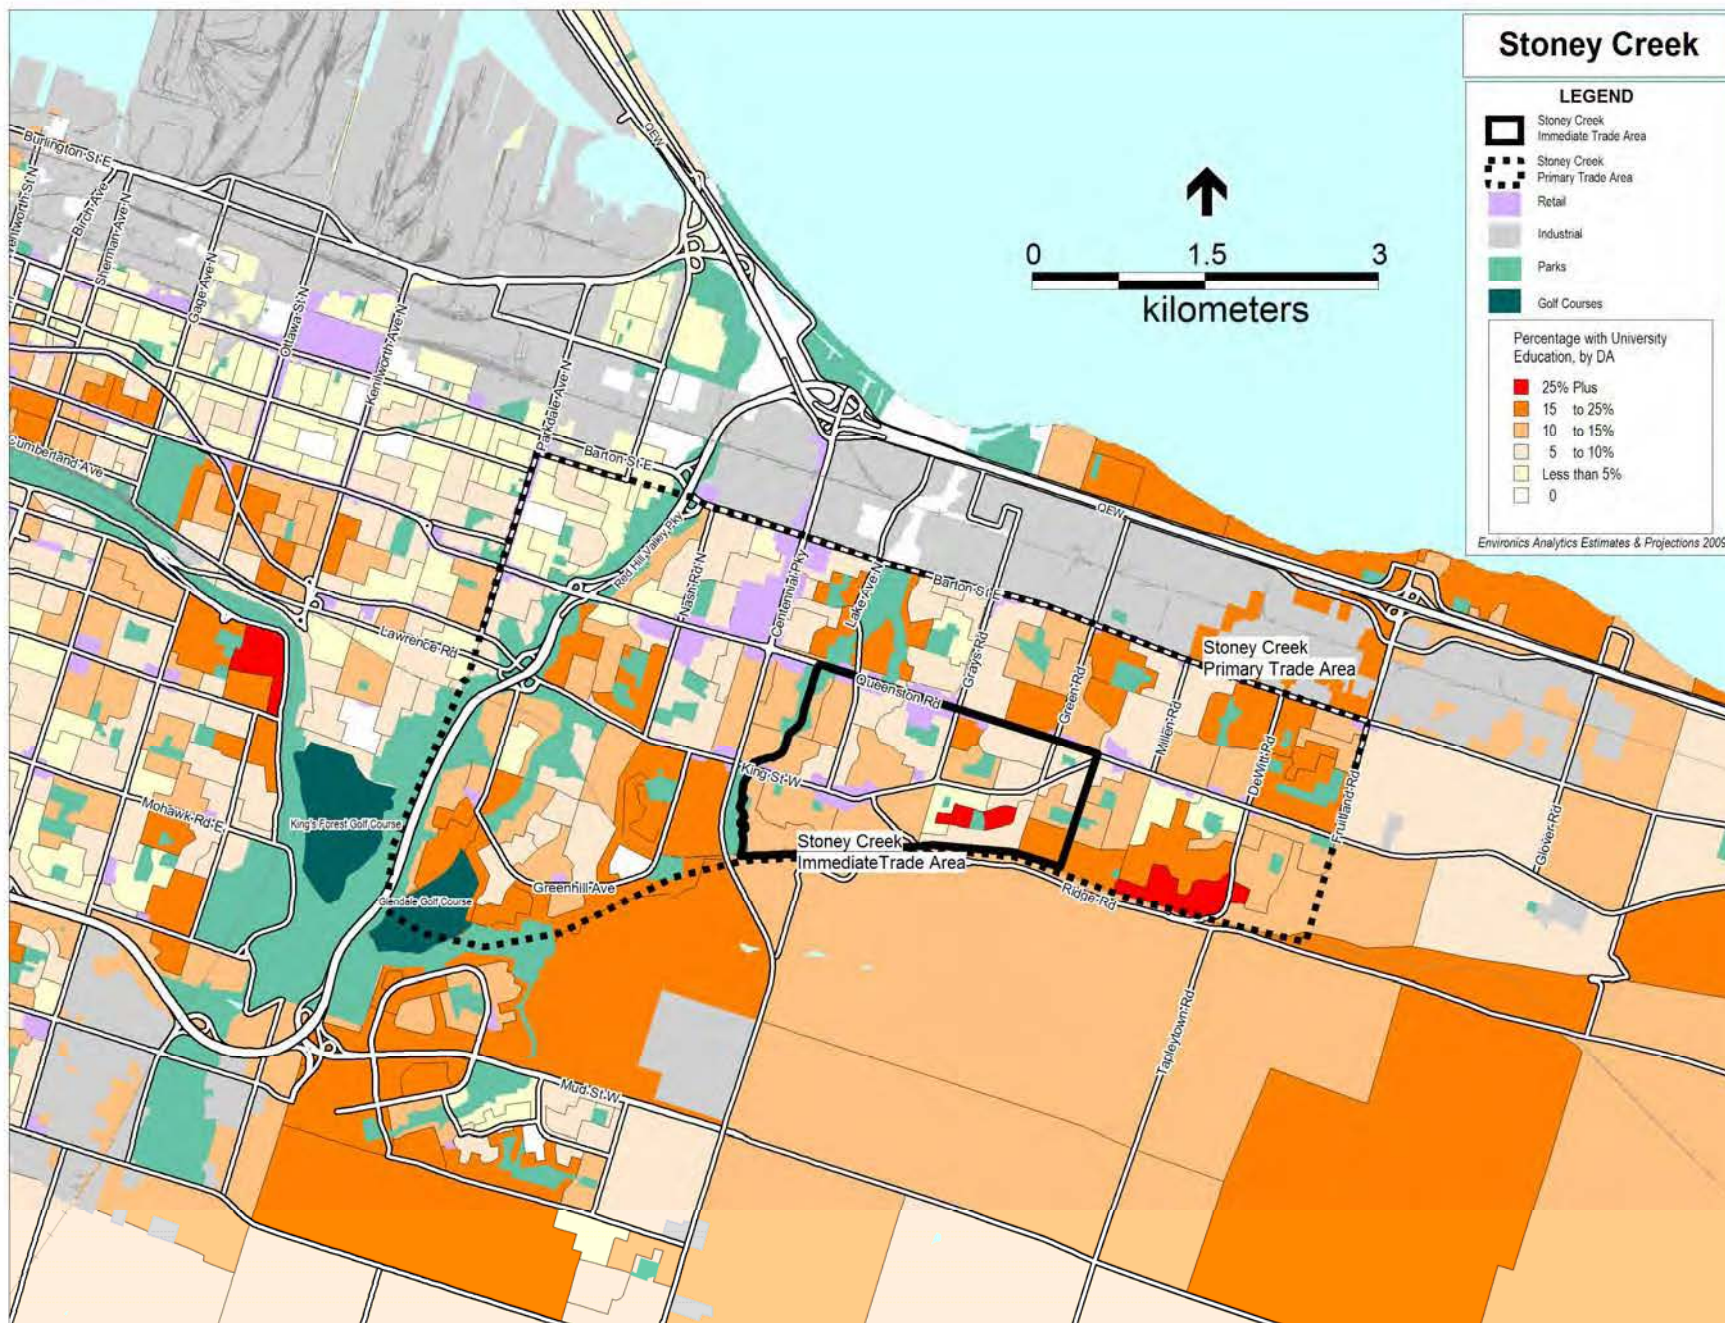 Stoney Creek
LEGEND
Stoney Creek
Immediate Trade Area
Stoney Creek
Primary Trade Area
Retail
Industrial
Parks
Golf Courses
Percentage with University
Education, by DA
25% Plus
15 to 25%
10 to 15%
5 to 10%
Less than 5%
0
Environics Analytics Estimates & Projections 2009
0 1.5 3
kilometers
QEW
Burlington St E
Birch Ave
Sherman Ave N
Gage Ave N
Ottawa St N
Kenilworth Ave N
Parkdale Ave N
Cumberland Ave
Barton St E
Red Hill Valley Pky
Nash Rd N
Centennial Pky
Lake Ave N
Barton St E
QEW
Grays Rd
Green Rd
Millen Rd
DeWitt Rd
Fruitland Rd
Glover Rd
Lawrence Rd
Queenston Rd
Stoney Creek
Primary Trade Area
King St W
Mohawk Rd E
King's Forest Golf Course
Stoney Creek
Immediate Trade Area
Greenhill Ave
Glendale Golf Course
Ridge Rd
Tapleytown Rd
Mud St W